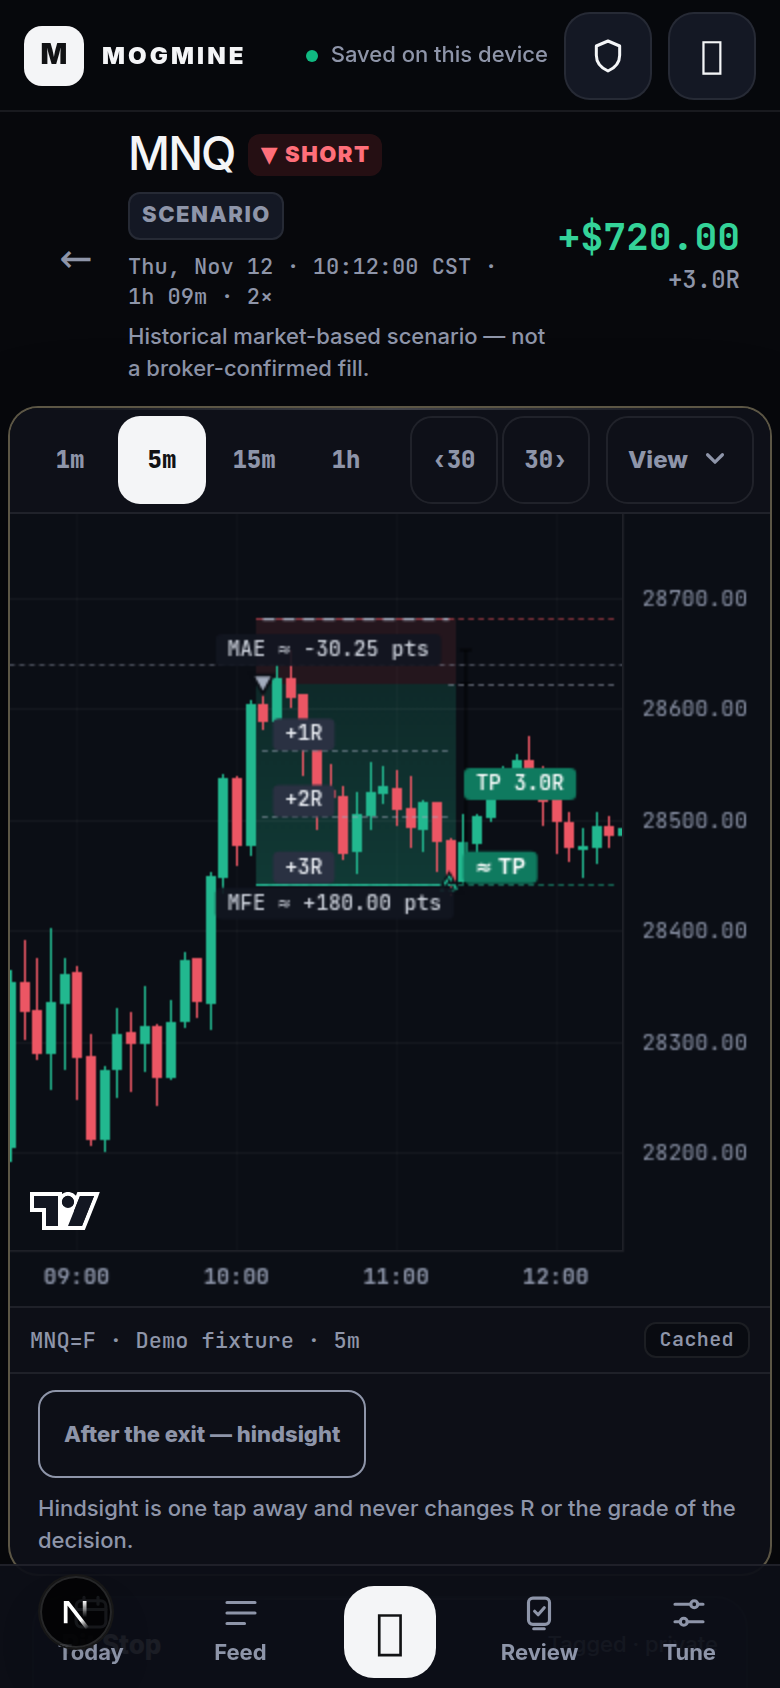 M MOGMINE
Saved on this device
MNQ ▼ SHORT
SCENARIO
+$720.00
+3.0R
←
Thu, Nov 12 · 10:12:00 CST ·
1h 09m · 2×
Historical market-based scenario — not
a broker-confirmed fill.
1m 5m 15m 1h ‹30 30› View
28700.00
MAE ≈ -30.25 pts
28600.00
+1R
TP 3.0R
+2R
28500.00
+3R
≈ TP
MFE ≈ +180.00 pts
28400.00
28300.00
28200.00
09:00 10:00 11:00 12:00
MNQ=F · Demo fixture · 5m
Cached
After the exit — hindsight
Hindsight is one tap away and never changes R or the grade of the
decision.
N
Stop
Tagged · private
Today Feed Review Tune